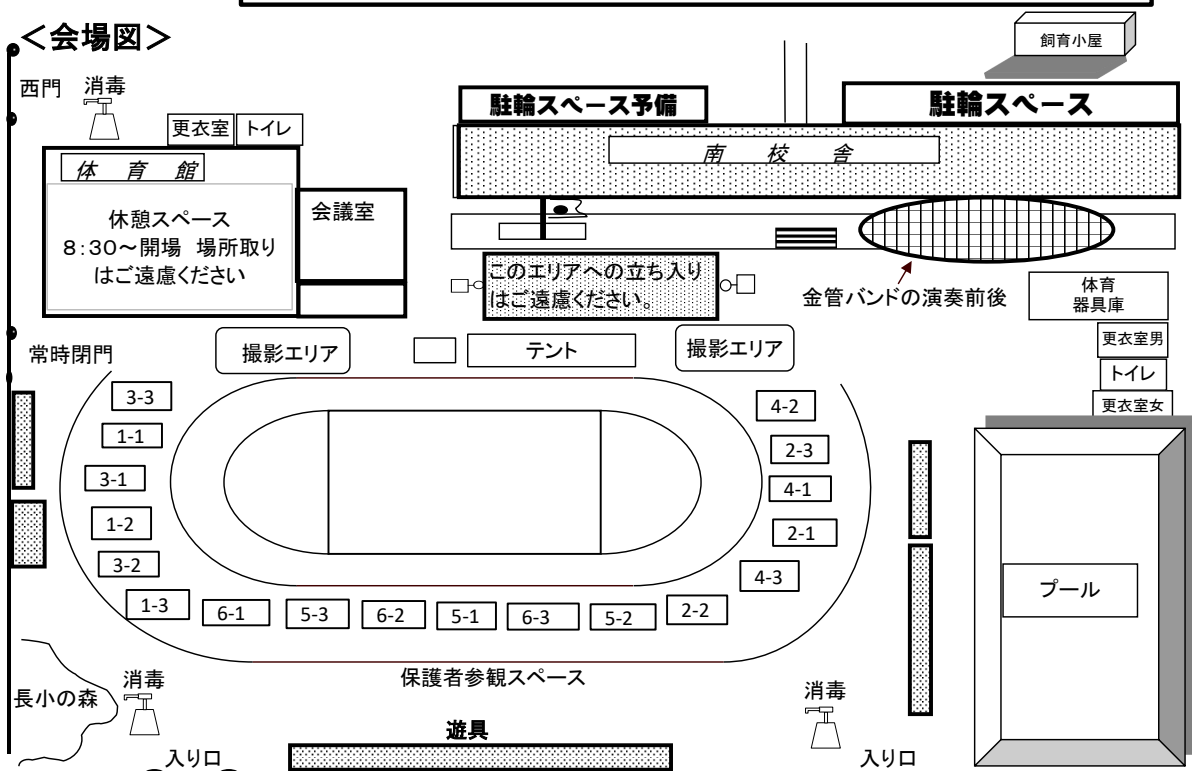 ＜会場図＞
飼育小屋
西門
消毒
駐輪スペース予備
駐輪スペース
更衣室
トイレ
南　校　舎
体　育　館
休憩スペース
8：30～開場 場所取り
はご遠慮ください
会議室
このエリアへの立ち入り
はご遠慮ください。
金管バンドの演奏前後
体育
器具庫
更衣室男
トイレ
更衣室女
常時閉門
撮影エリア
テント
撮影エリア
3-3
1-1
3-1
1-2
3-2
1-3
6-1
5-3
6-2
5-1
6-3
5-2
2-2
4-3
2-1
4-1
2-3
4-2
プール
保護者参観スペース
長小の森
消毒
消毒
遊具
入り口
入り口